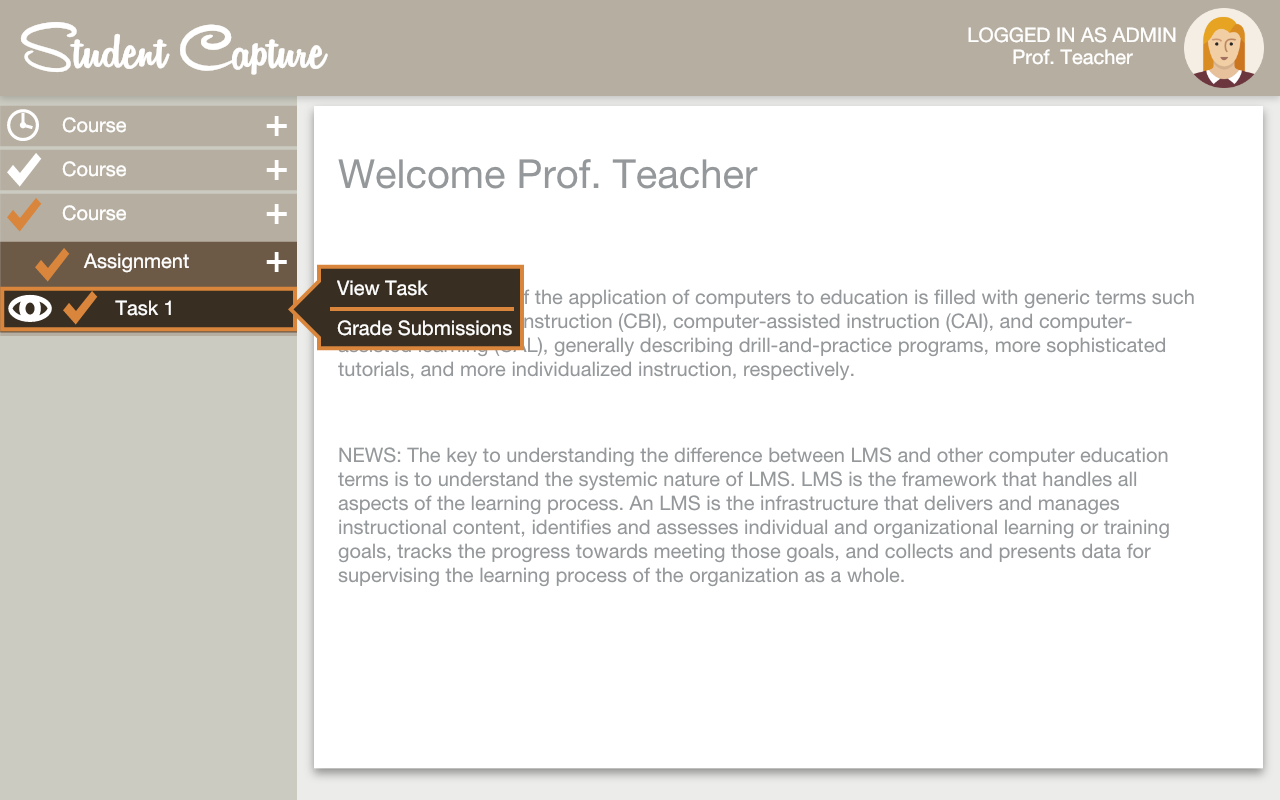 Student Capture
LOGGED IN AS ADMIN
Prof. Teacher
Course
Course
Course
Assignment
Task 1
View Task
Grade Submissions
Welcome Prof. Teacher
f the application of computers to education is filled with generic terms such
nstruction (CBI), computer-assisted instruction (CAI), and computer-
assisted learning (CAL), generally describing drill-and-practice programs, more sophisticated
tutorials, and more individualized instruction, respectively.
NEWS: The key to understanding the difference between LMS and other computer education
terms is to understand the systemic nature of LMS. LMS is the framework that handles all
aspects of the learning process. An LMS is the infrastructure that delivers and manages
instructional content, identifies and assesses individual and organizational learning or training
goals, tracks the progress towards meeting those goals, and collects and presents data for
supervising the learning process of the organization as a whole.